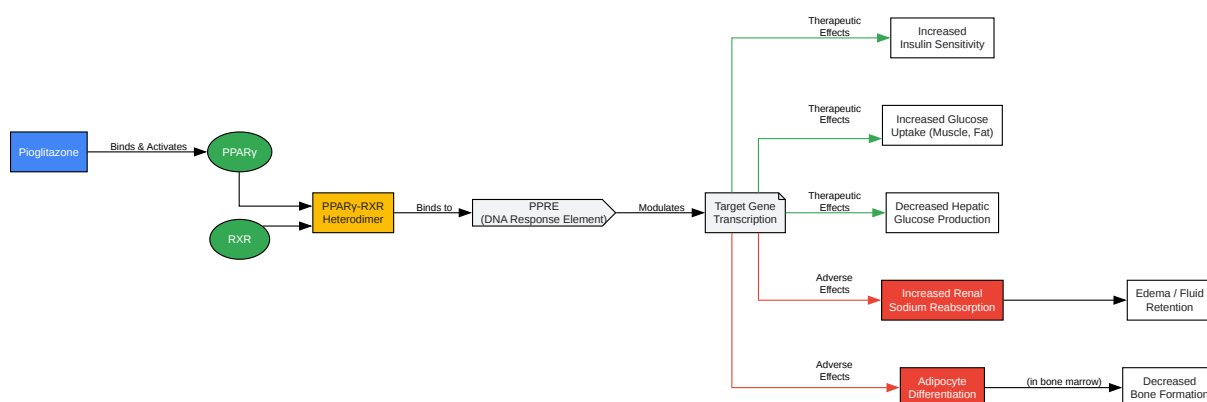 Pioglitazone
Binds & Activates
PPARγ
RXR
PPARγ-RXR
Heterodimer
Binds to
PPRE
(DNA Response Element)
Modulates
Target Gene
Transcription
Therapeutic
Effects
Increased
Insulin Sensitivity
Therapeutic
Effects
Increased Glucose
Uptake (Muscle, Fat)
Therapeutic
Effects
Decreased Hepatic
Glucose Production
Adverse
Effects
Increased Renal
Sodium Reabsorption
Edema / Fluid
Retention
Adverse
Effects
Adipocyte
Differentiation
(in bone marrow)
Decreased
Bone Formation